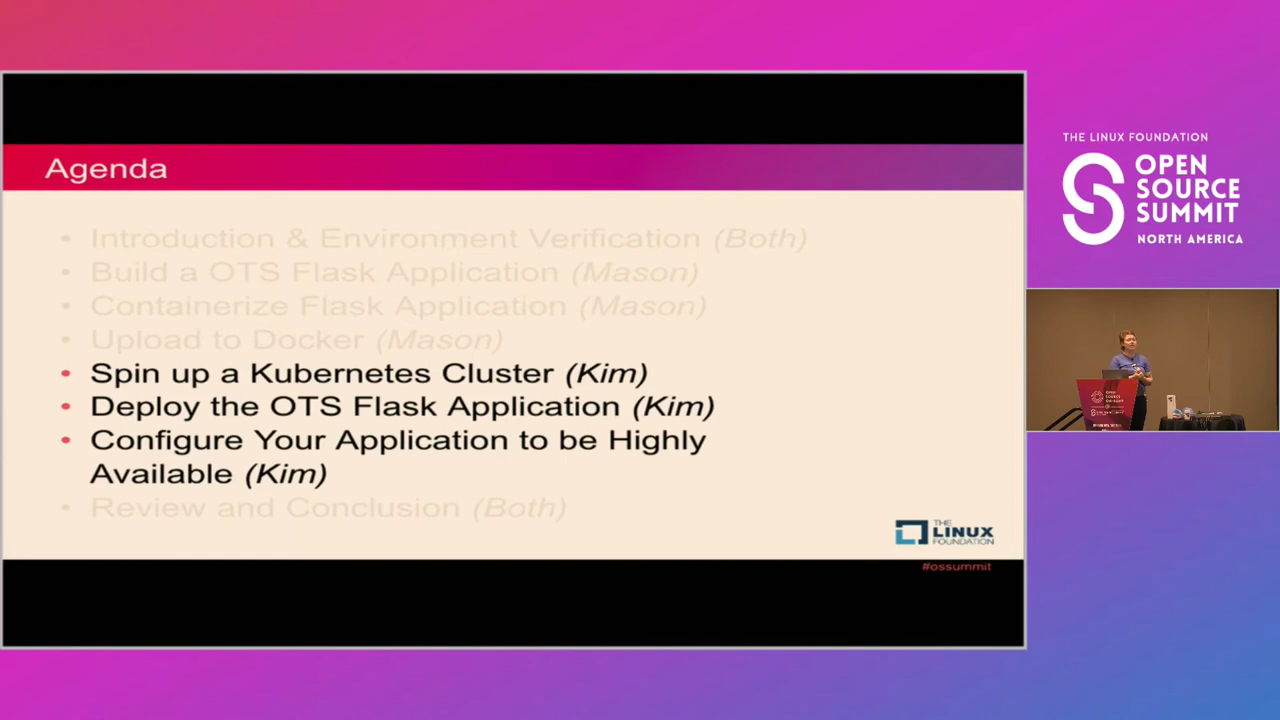 Agenda
• Introduction & Environment Verification (Both)
• Build a OTS Flask Application (Mason)
• Containerize Flask Application (Mason)
• Upload to Docker (Mason)
• Spin up a Kubernetes Cluster (Kim)
• Deploy the OTS Flask Application (Kim)
• Configure Your Application to be Highly
Available (Kim)
• Review and Conclusion (Both)
THE
LINUX
FOUNDATION
#ossummit
THE LINUX FOUNDATION
OPEN
SOURCE
SUMMIT
NORTH AMERICA
OPEN
SOURCE